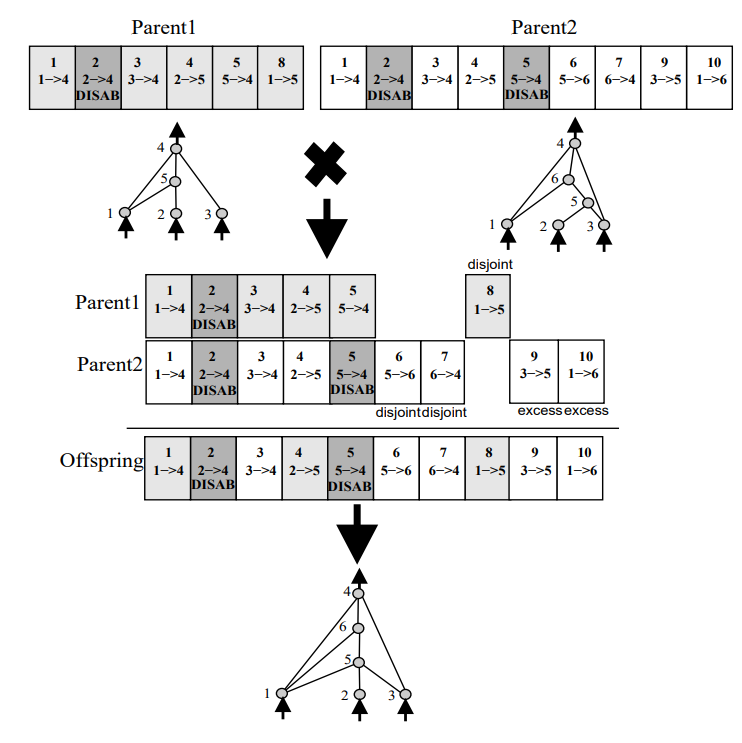 Parent1 Parent2
1 2 3 4 5 8 1 2 3 4 5 6 7 9 10
1−>4 2−>4 3−>4 2−>5 5−>4 1−>5 1−>4 2−>4 3−>4 2−>5 5−>4 5−>6 6−>4 3−>5 1−>6
DISAB DISAB DISAB
4 4
5 6
5
1 2 3 1 2 3
disjoint
Parent1 1 2 3 4 5 8
1−>4 2−>4 3−>4 2−>5 5−>4 1−>5
DISAB
Parent2 1 2 3 4 5 6 7 9 10
1−>4 2−>4 3−>4 2−>5 5−>4 5−>6 6−>4 3−>5 1−>6
DISAB DISAB
disjoint disjoint excess excess
Offspring 1 2 3 4 5 6 7 8 9 10
1−>4 2−>4 3−>4 2−>5 5−>4 5−>6 6−>4 1−>5 3−>5 1−>6
DISAB DISAB
4
6
5
1 2 3